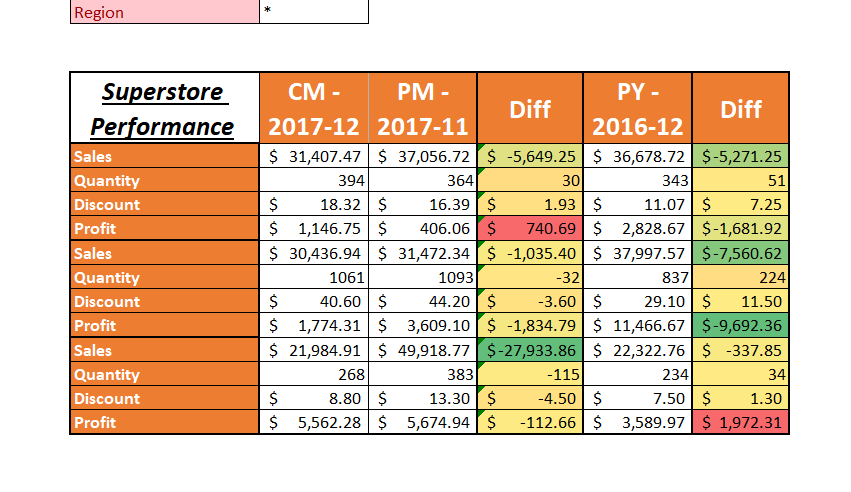 Region *
Superstore Performance CM - 2017-12 PM - 2017-11 Diff PY - 2016-12 Diff
Sales $ 31,407.47 $ 37,056.72 $ -5,649.25 $ 36,678.72 $ -5,271.25
Quantity 394 364 30 343 51
Discount $ 18.32 $ 16.39 $ 1.93 $ 11.07 $ 7.25
Profit $ 1,146.75 $ 406.06 $ 740.69 $ 2,828.67 $ -1,681.92
Sales $ 30,436.94 $ 31,472.34 $ -1,035.40 $ 37,997.57 $ -7,560.62
Quantity 1061 1093 -32 837 224
Discount $ 40.60 $ 44.20 $ -3.60 $ 29.10 $ 11.50
Profit $ 1,774.31 $ 3,609.10 $ -1,834.79 $ 11,466.67 $ -9,692.36
Sales $ 21,984.91 $ 49,918.77 $ -27,933.86 $ 22,322.76 $ -337.85
Quantity 268 383 -115 234 34
Discount $ 8.80 $ 13.30 $ -4.50 $ 7.50 $ 1.30
Profit $ 5,562.28 $ 5,674.94 $ -112.66 $ 3,589.97 $ 1,972.31